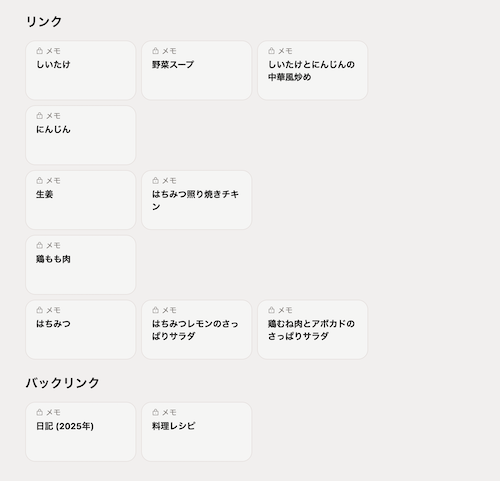 リンク
メモ
しいたけ
メモ
野菜スープ
メモ
しいたけとにんじんの
中華風炒め
メモ
にんじん
メモ
生姜
メモ
はちみつ照り焼きチキ
ン
メモ
鶏もも肉
メモ
はちみつ
メモ
はちみつレモンのさっ
ぱりサラダ
メモ
鶏むね肉とアボカドの
さっぱりサラダ
バックリンク
メモ
日記 (2025年)
メモ
料理レシピ